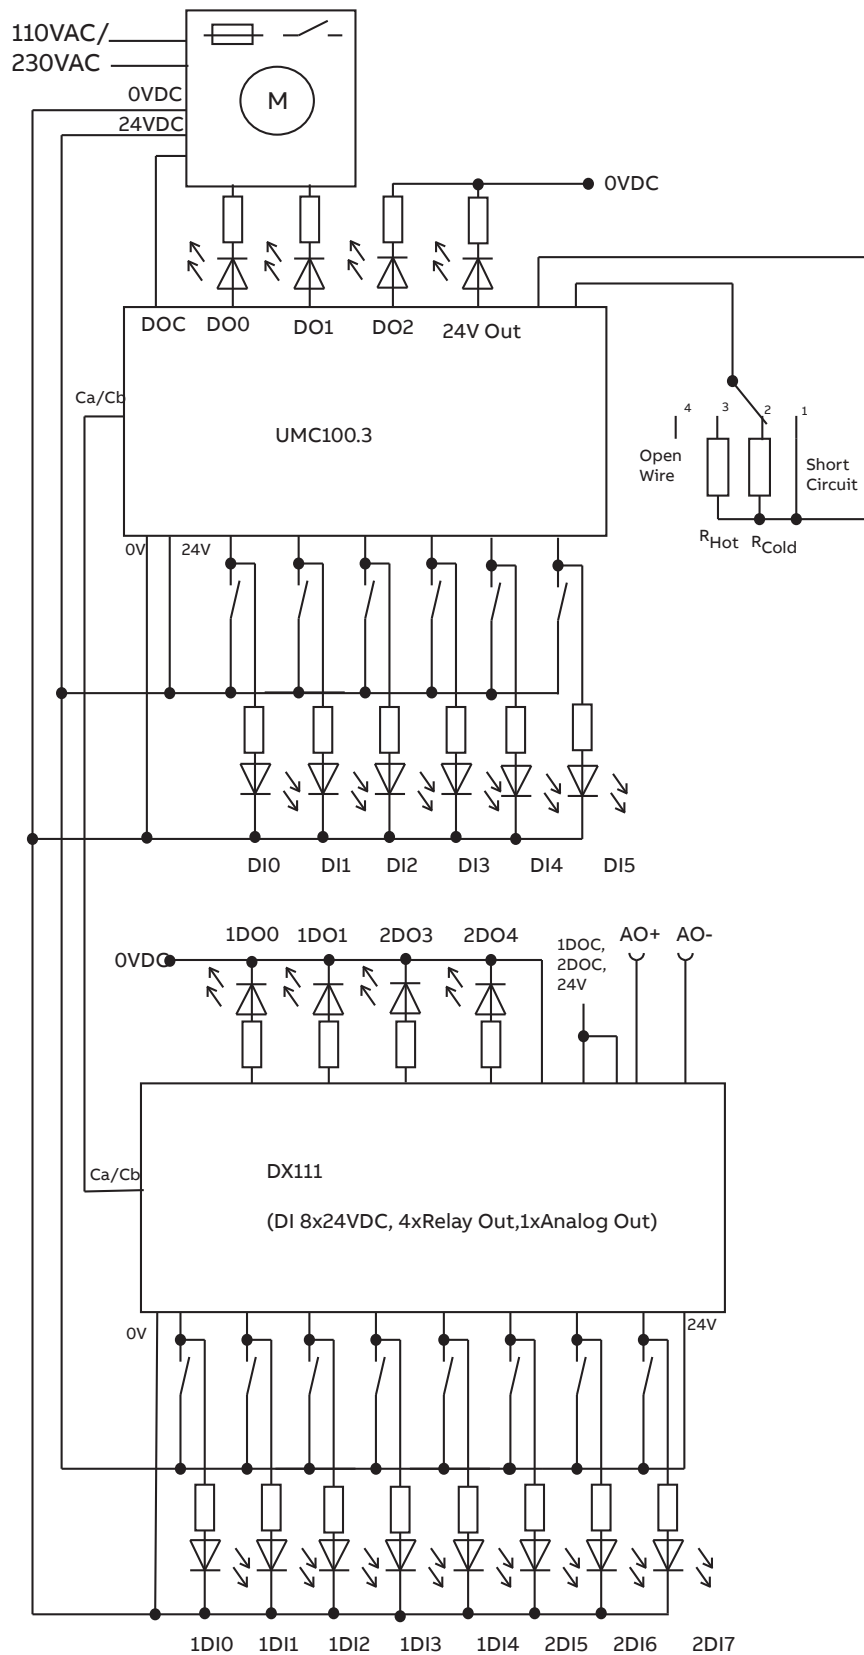 110VAC/
230VAC
0VDC
24VDC
M
0VDC
DOC
DO0
DO1
DO2
24V Out
Ca/Cb
UMC100.3
4
3
2
1
Open
Wire
Short
Circuit
RHot
RCold
0V
24V
DI0
DI1
DI2
DI3
DI4
DI5
0VDC
1DO0
1DO1
2DO3
2DO4
1DOC,
2DOC,
24V
AO+
AO-
Ca/Cb
DX111
(DI 8x24VDC, 4xRelay Out,1xAnalog Out)
0V
24V
1DI0
1DI1
1DI2
1DI3
1DI4
2DI5
2DI6
2DI7